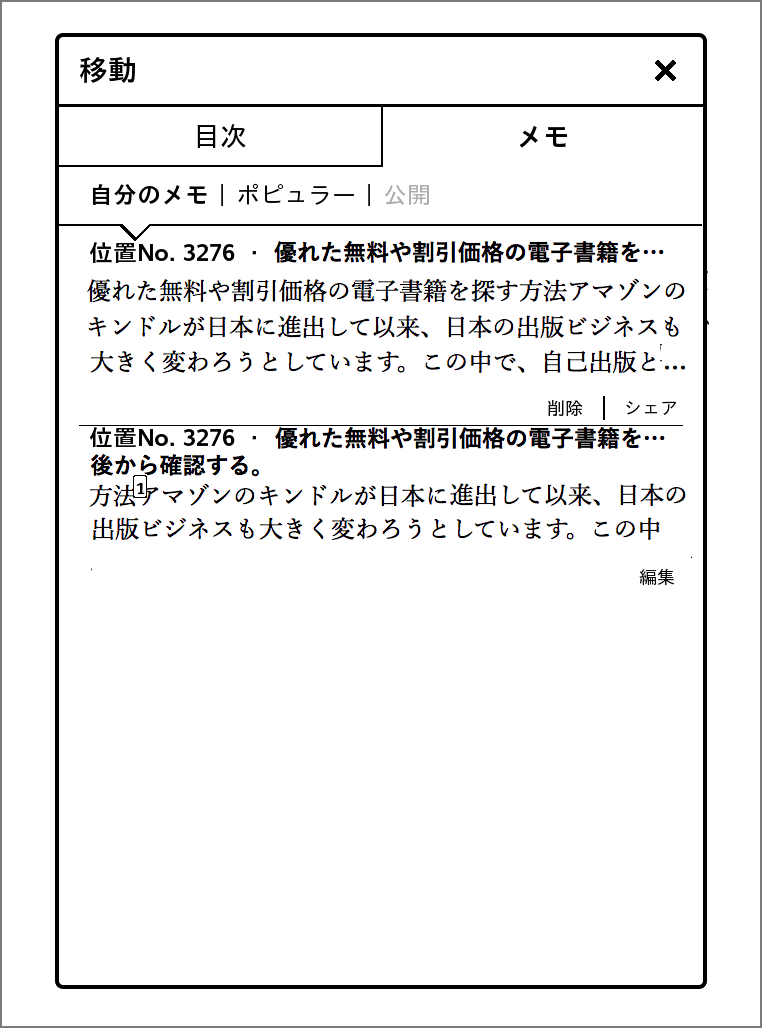 移動 ×
目次 メモ
自分のメモ | ポピュラー | 公開
位置No. 3276 · 優れた無料や割引価格の電子書籍を…
優れた無料や割引価格の電子書籍を探す方法アマゾンの
キンドルが日本に進出して以来、日本の出版ビジネスも
大きく変わろうとしています。この中で、自己出版と…
削除 | シェア
位置No. 3276 · 優れた無料や割引価格の電子書籍を…
後から確認する。
1
方法アマゾンのキンドルが日本に進出して以来、日本の
出版ビジネスも大きく変わろうとしています。この中
編集